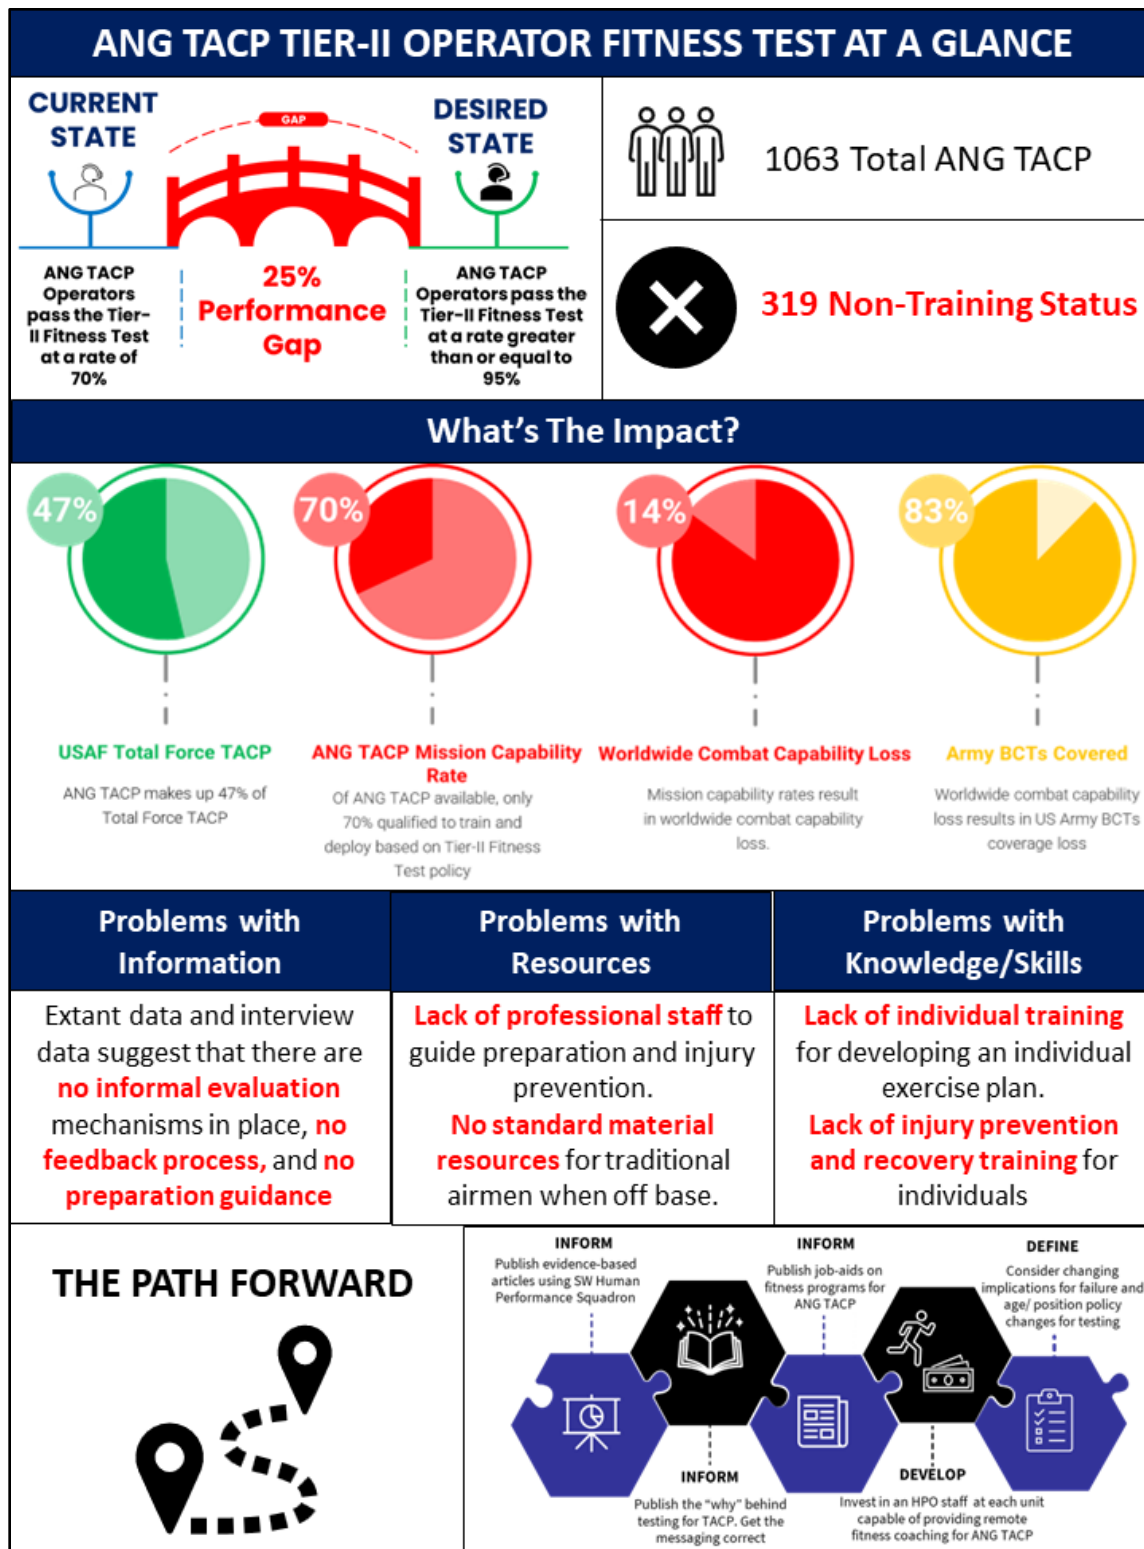 ANG TACP TIER-II OPERATOR FITNESS TEST AT A GLANCE
CURRENT
STATE
GAP
DESIRED
STATE
ANG TACP
Operators
pass the Tier-
II Fitness Test
at a rate of
70%
25%
Performance
Gap
ANG TACP
Operators pass the
Tier-II Fitness Test
at a rate greater
than or equal to
95%
1063 Total ANG TACP
319 Non-Training Status
What's The Impact?
47%
70%
14%
83%
USAF Total Force TACP
ANG TACP makes up 47% of
Total Force TACP
ANG TACP Mission Capability
Rate
Of ANG TACP available, only
70% qualified to train and
deploy based on Tier-II Fitness
Test policy
Worldwide Combat Capability Loss
Mission capability rates result
in worldwide combat capability
loss.
Army BCTs Covered
Worldwide combat capability
loss results in US Army BCTs
coverage loss
Problems with
Information
Extant data and interview
data suggest that there are
no informal evaluation
mechanisms in place, no
feedback process, and no
preparation guidance
Problems with
Resources
Lack of professional staff to
guide preparation and injury
prevention.
No standard material
resources for traditional
airmen when off base.
Problems with
Knowledge/Skills
Lack of individual training
for developing an individual
exercise plan.
Lack of injury prevention
and recovery training for
individuals
THE PATH FORWARD
INFORM
Publish evidence-based
articles using SW Human
Performance Squadron
INFORM
Publish the "why" behind
testing for TACP. Get the
messaging correct
INFORM
Publish job-aids on
fitness programs for
ANG TACP
DEVELOP
Invest in an HPO staff at each unit
capable of providing remote
fitness coaching for ANG TACP
DEFINE
Consider changing
implications for failure and
age/ position policy
changes for testing